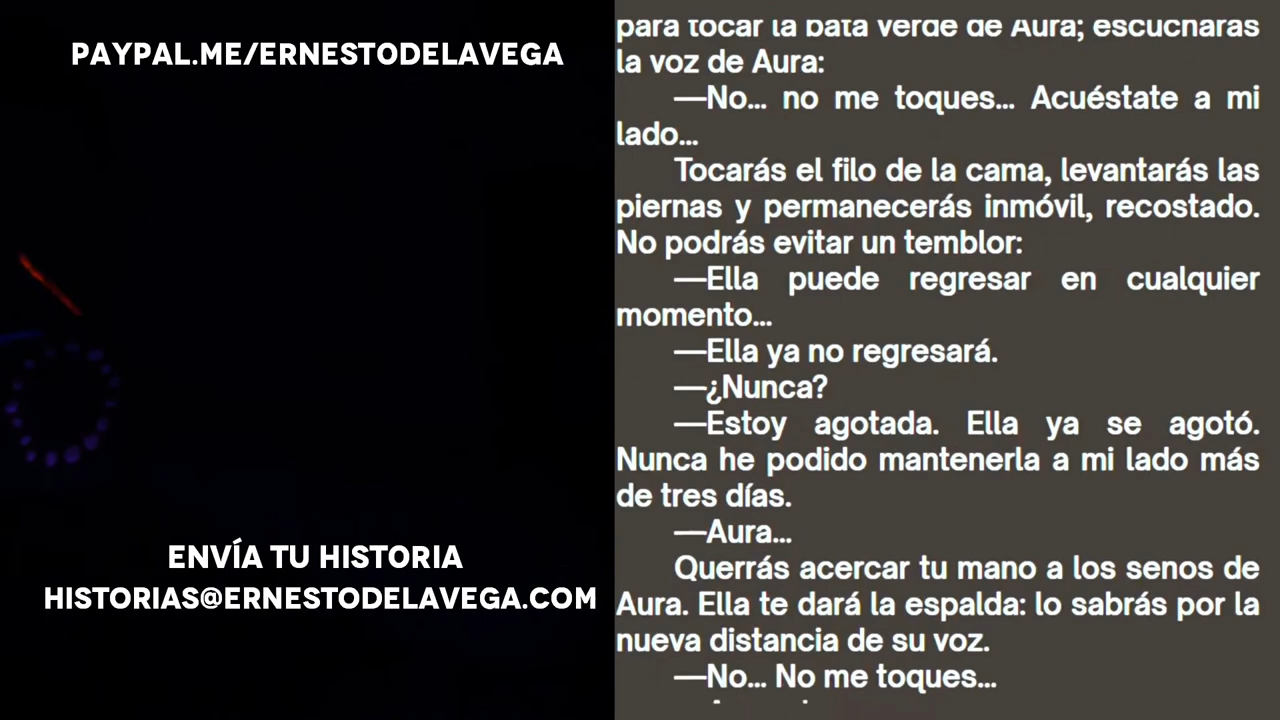 PAYPAL.ME/ERNESTODELAVEGA
ENVÍA TU HISTORIA
HISTORIAS@ERNESTODELAVEGA.COM
para tocar la bata verde de Aura; escucharás
la voz de Aura:
—No... no me toques... Acuéstate a mi
lado...
Tocarás el filo de la cama, levantarás las
piernas y permanecerás inmóvil, recostado.
No podrás evitar un temblor:
—Ella puede regresar en cualquier
momento...
—Ella ya no regresará.
—¿Nunca?
—Estoy agotada. Ella ya se agotó.
Nunca he podido mantenerla a mi lado más
de tres días.
—Aura...
Querrás acercar tu mano a los senos de
Aura. Ella te dará la espalda: lo sabrás por la
nueva distancia de su voz.
—No... No me toques...